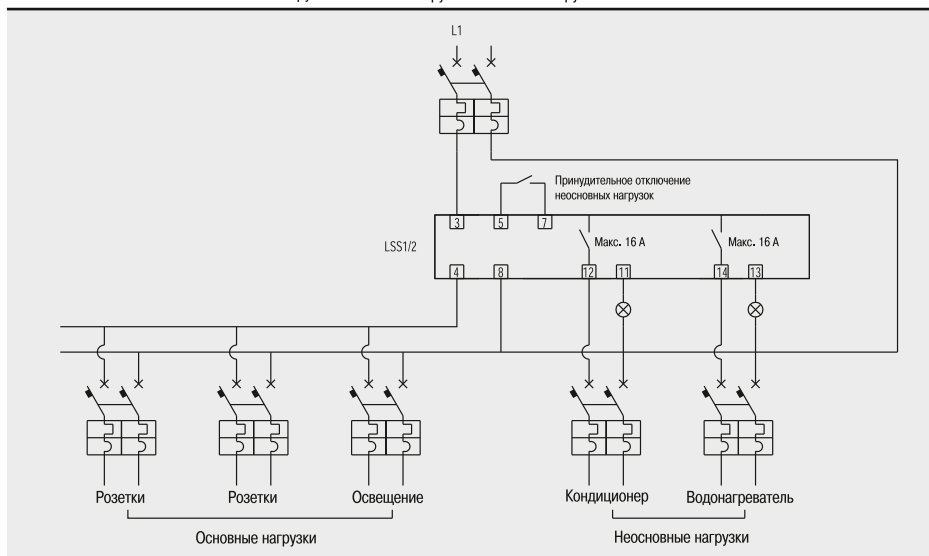 L1
Принудительное отключение
неосновных нагрузок
3
5
7
LSS1/2
Макс. 16 А
Макс. 16 А
4
8
12
11
14
13
Розетки
Розетки
Освещение
Кондиционер
Водонагреватель
Основные нагрузки
Неосновные нагрузки